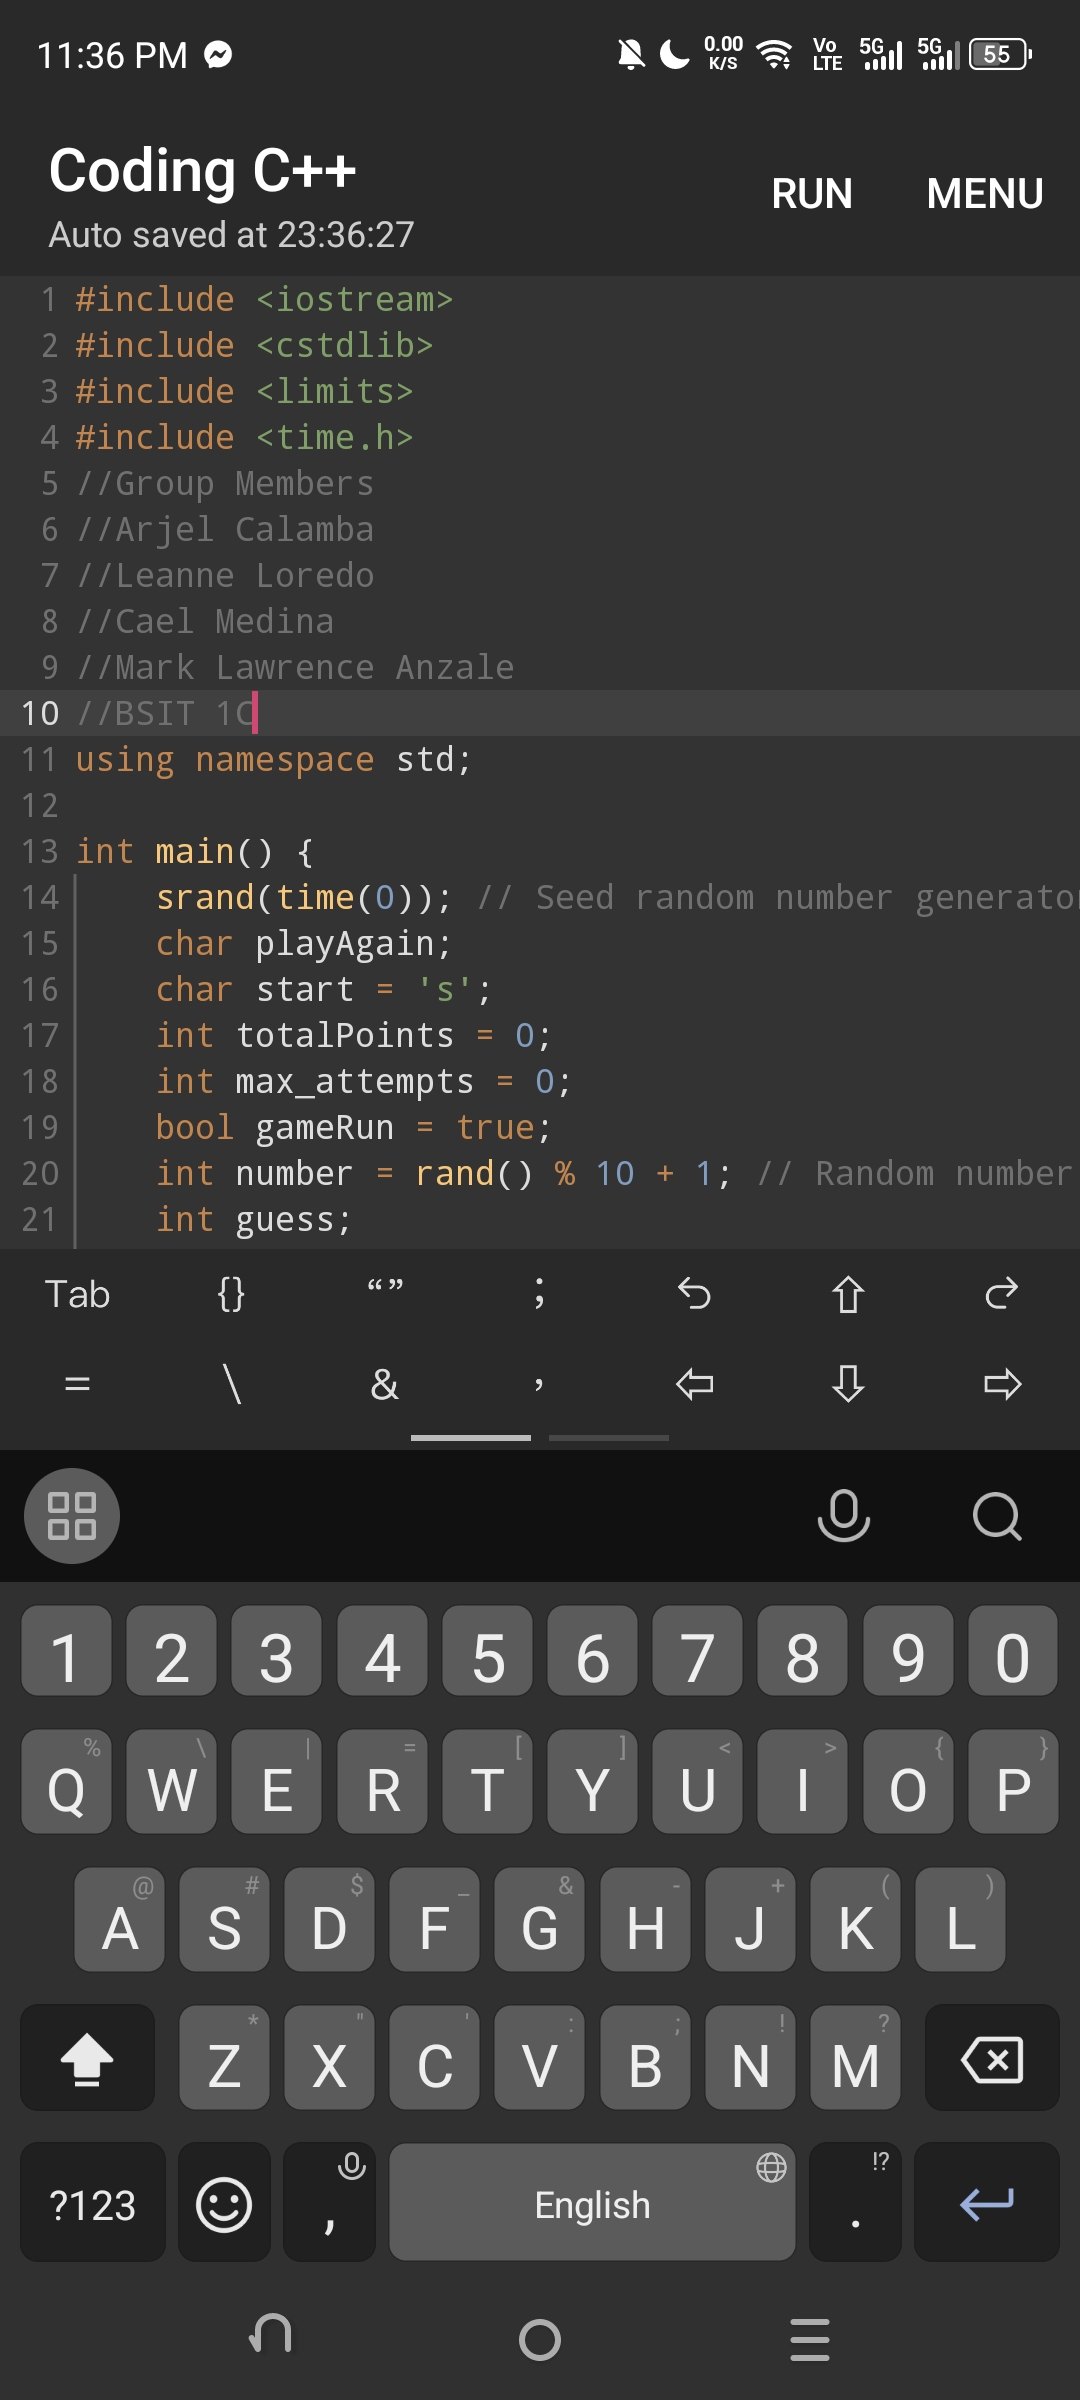 11:36 PM
0.00 K/S Vo LTE 5G 5G 55
Coding C++
Auto saved at 23:36:27
RUN MENU
1 #include <iostream>
2 #include <cstdlib>
3 #include <limits>
4 #include <time.h>
5 //Group Members
6 //Arjel Calamba
7 //Leanne Loredo
8 //Cael Medina
9 //Mark Lawrence Anzale
10 //BSIT 1C
11 using namespace std;
12
13 int main() {
14 srand(time(0)); // Seed random number generator
15 char playAgain;
16 char start = 's';
17 int totalPoints = 0;
18 int max_attempts = 0;
19 bool gameRun = true;
20 int number = rand() % 10 + 1; // Random number
21 int guess;
Tab {} “” ;
= \ & ,
1 2 3 4 5 6 7 8 9 0
% \ | = [ ] < > { }
Q W E R T Y U I O P
@ # $ _ & - + ( )
A S D F G H J K L
* " ' : ; ! ?
Z X C V B N M
!?
?123 , English .